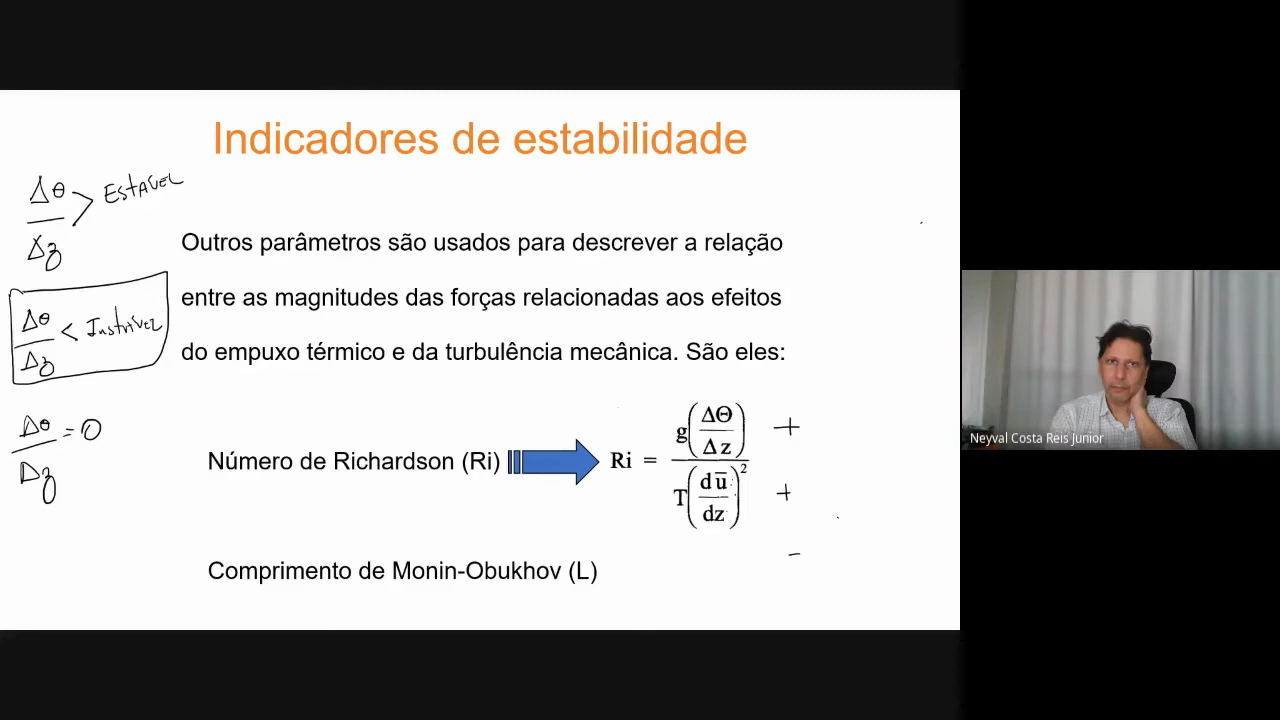 Indicadores de estabilidade
Δθ
Δz > ESTÁVEL
Outros parâmetros são usados para descrever a relação
entre as magnitudes das forças relacionadas aos efeitos
Δθ
Δz <
do empuxo térmico e da turbulência mecânica. São eles:
Δθ
Δz = 0
Número de Richardson (Ri)
Ri = g(ΔΘ/Δz) / T(dū/dz)² + + -
Comprimento de Monin-Obukhov (L)
Neyval Costa Reis Junior